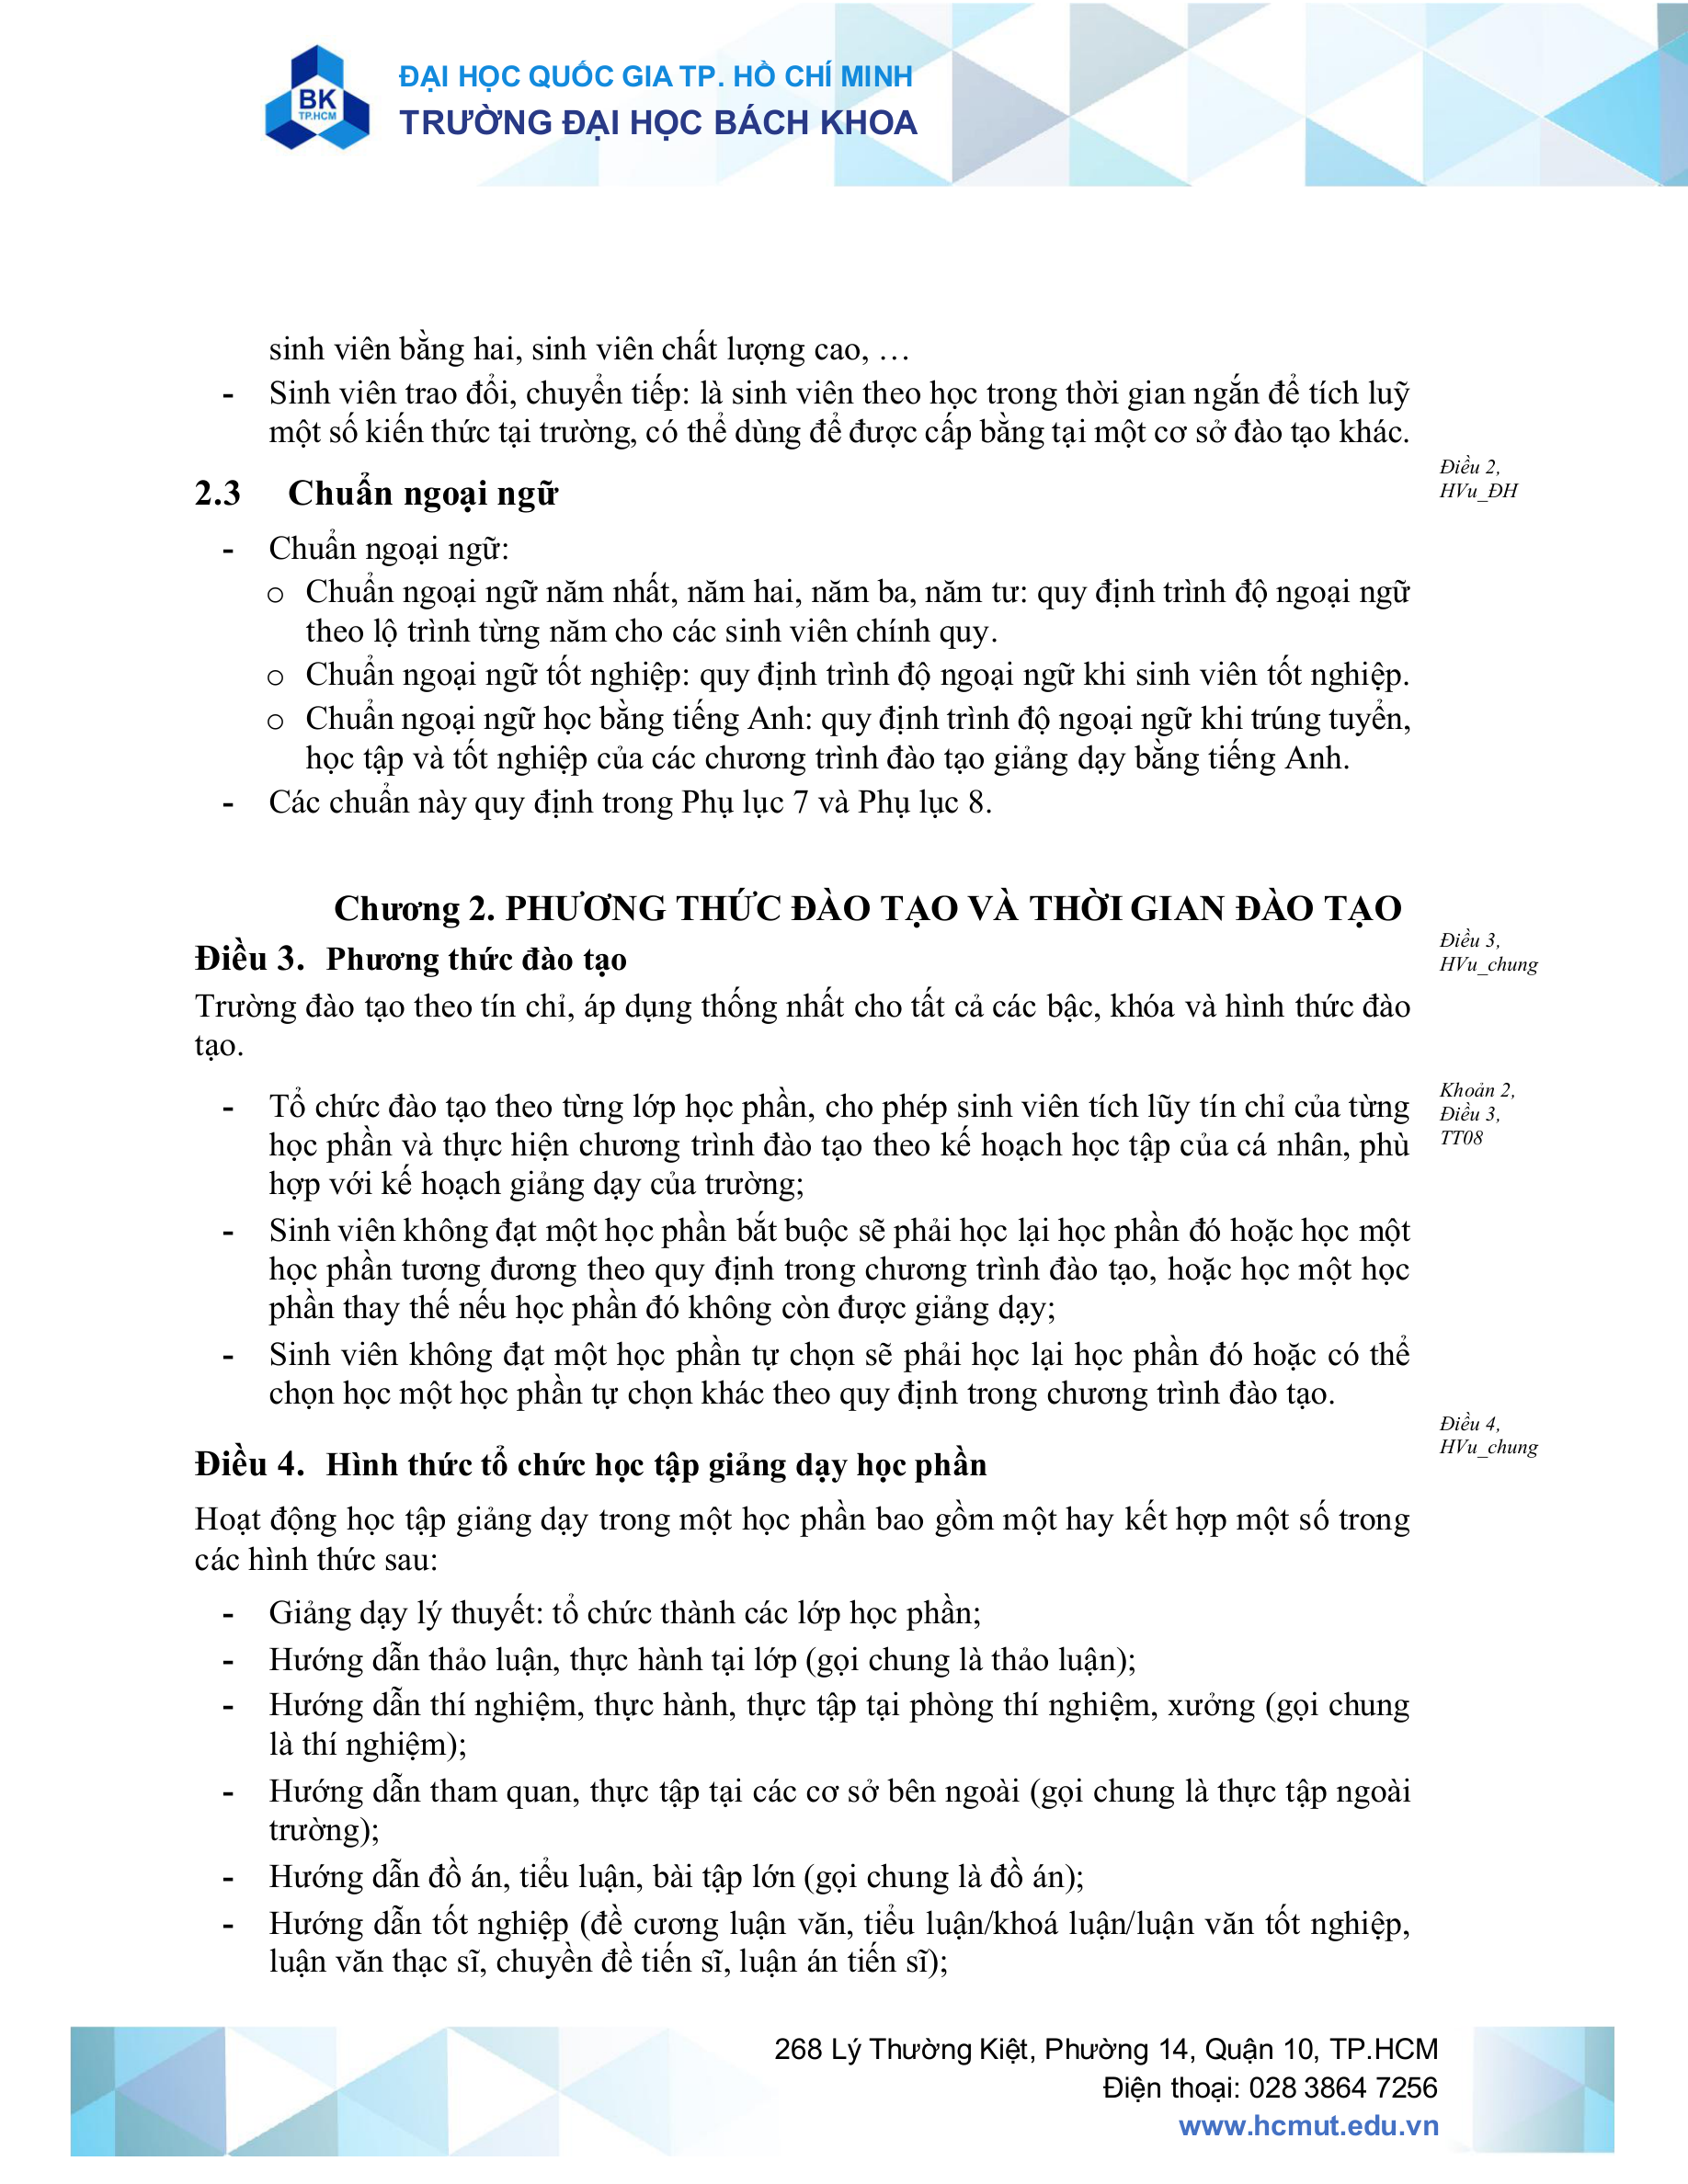 BK
TP.HCM
ĐẠI HỌC QUỐC GIA TP. HỒ CHÍ MINH
TRƯỜNG ĐẠI HỌC BÁCH KHOA
sinh viên bằng hai, sinh viên chất lượng cao, …
- Sinh viên trao đổi, chuyển tiếp: là sinh viên theo học trong thời gian ngắn để tích luỹ
một số kiến thức tại trường, có thể dùng để được cấp bằng tại một cơ sở đào tạo khác.
Điều 2,
HVu_ĐH
2.3 Chuẩn ngoại ngữ
- Chuẩn ngoại ngữ:
o Chuẩn ngoại ngữ năm nhất, năm hai, năm ba, năm tư: quy định trình độ ngoại ngữ
theo lộ trình từng năm cho các sinh viên chính quy.
o Chuẩn ngoại ngữ tốt nghiệp: quy định trình độ ngoại ngữ khi sinh viên tốt nghiệp.
o Chuẩn ngoại ngữ học bằng tiếng Anh: quy định trình độ ngoại ngữ khi trúng tuyển,
học tập và tốt nghiệp của các chương trình đào tạo giảng dạy bằng tiếng Anh.
- Các chuẩn này quy định trong Phụ lục 7 và Phụ lục 8.
Chương 2. PHƯƠNG THỨC ĐÀO TẠO VÀ THỜI GIAN ĐÀO TẠO
Điều 3. Phương thức đào tạo
Điều 3,
HVu_chung
Trường đào tạo theo tín chỉ, áp dụng thống nhất cho tất cả các bậc, khóa và hình thức đào
tạo.
- Tổ chức đào tạo theo từng lớp học phần, cho phép sinh viên tích lũy tín chỉ của từng
học phần và thực hiện chương trình đào tạo theo kế hoạch học tập của cá nhân, phù
hợp với kế hoạch giảng dạy của trường;
Khoản 2,
Điều 3,
TT08
- Sinh viên không đạt một học phần bắt buộc sẽ phải học lại học phần đó hoặc học một
học phần tương đương theo quy định trong chương trình đào tạo, hoặc học một học
phần thay thế nếu học phần đó không còn được giảng dạy;
- Sinh viên không đạt một học phần tự chọn sẽ phải học lại học phần đó hoặc có thể
chọn học một học phần tự chọn khác theo quy định trong chương trình đào tạo.
Điều 4,
HVu_chung
Điều 4. Hình thức tổ chức học tập giảng dạy học phần
Hoạt động học tập giảng dạy trong một học phần bao gồm một hay kết hợp một số trong
các hình thức sau:
- Giảng dạy lý thuyết: tổ chức thành các lớp học phần;
- Hướng dẫn thảo luận, thực hành tại lớp (gọi chung là thảo luận);
- Hướng dẫn thí nghiệm, thực hành, thực tập tại phòng thí nghiệm, xưởng (gọi chung
là thí nghiệm);
- Hướng dẫn tham quan, thực tập tại các cơ sở bên ngoài (gọi chung là thực tập ngoài
trường);
- Hướng dẫn đồ án, tiểu luận, bài tập lớn (gọi chung là đồ án);
- Hướng dẫn tốt nghiệp (đề cương luận văn, tiểu luận/khoá luận/luận văn tốt nghiệp,
luận văn thạc sĩ, chuyền đề tiến sĩ, luận án tiến sĩ);
268 Lý Thường Kiệt, Phường 14, Quận 10, TP.HCM
Điện thoại: 028 3864 7256
www.hcmut.edu.vn